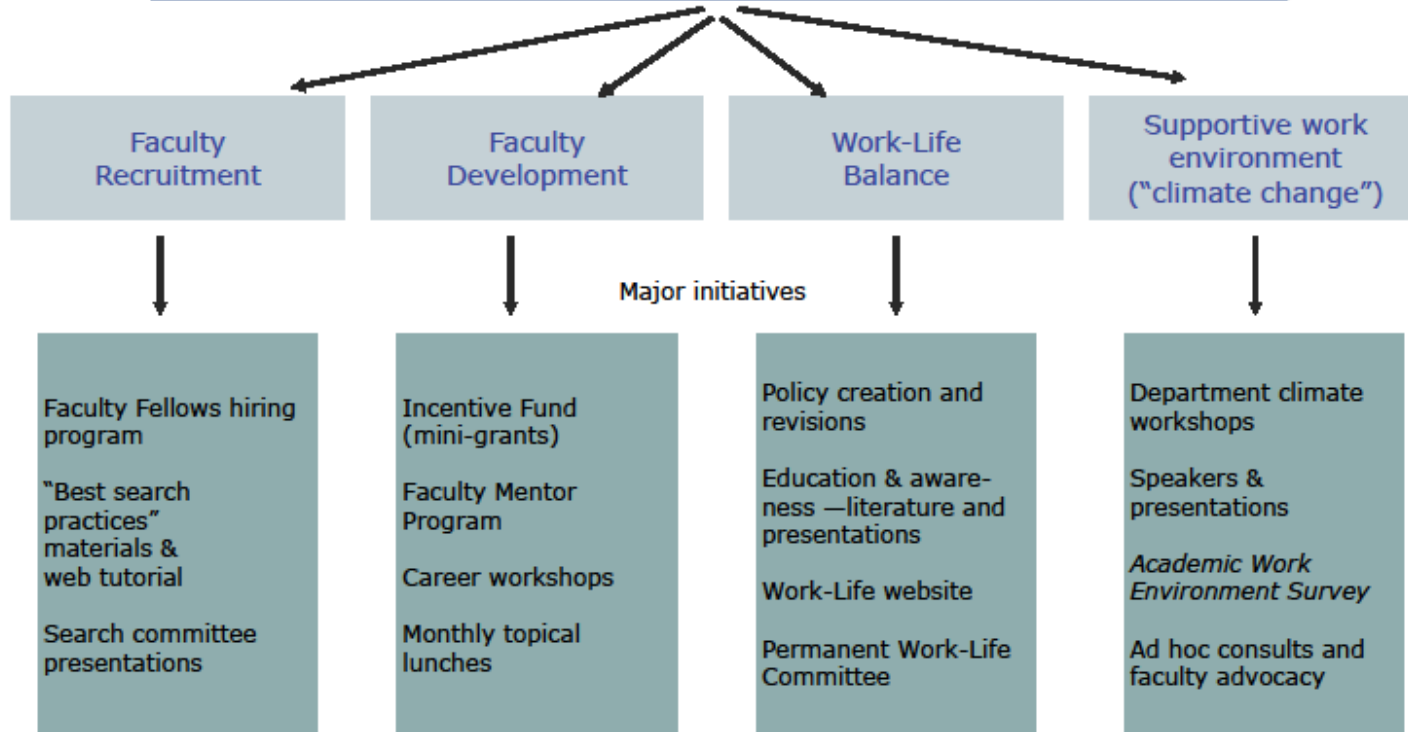 Faculty
Recruitment
Faculty
Development
Work-Life
Balance
Supportive work
environment
(“climate change”)
Major initiatives
Faculty Fellows hiring
program
“Best search
practices”
materials &
web tutorial
Search committee
presentations
Incentive Fund
(mini-grants)
Faculty Mentor
Program
Career workshops
Monthly topical
lunches
Policy creation and
revisions
Education & aware-
ness —literature and
presentations
Work-Life website
Permanent Work-Life
Committee
Department climate
workshops
Speakers &
presentations
Academic Work
Environment Survey
Ad hoc consults and
faculty advocacy